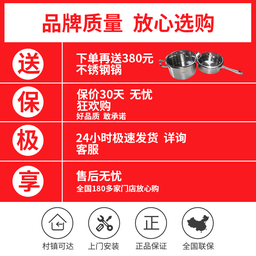 品牌质量 放心选购
送
下单再送380元
不锈钢锅
保
保价30天 无忧
狂欢购
好品质 敢承诺
极
24小时极速发货 详询
客服
享
售后无忧
全国180多家门店放心购
正
村镇可达 上门安装 正品保证 全国联保